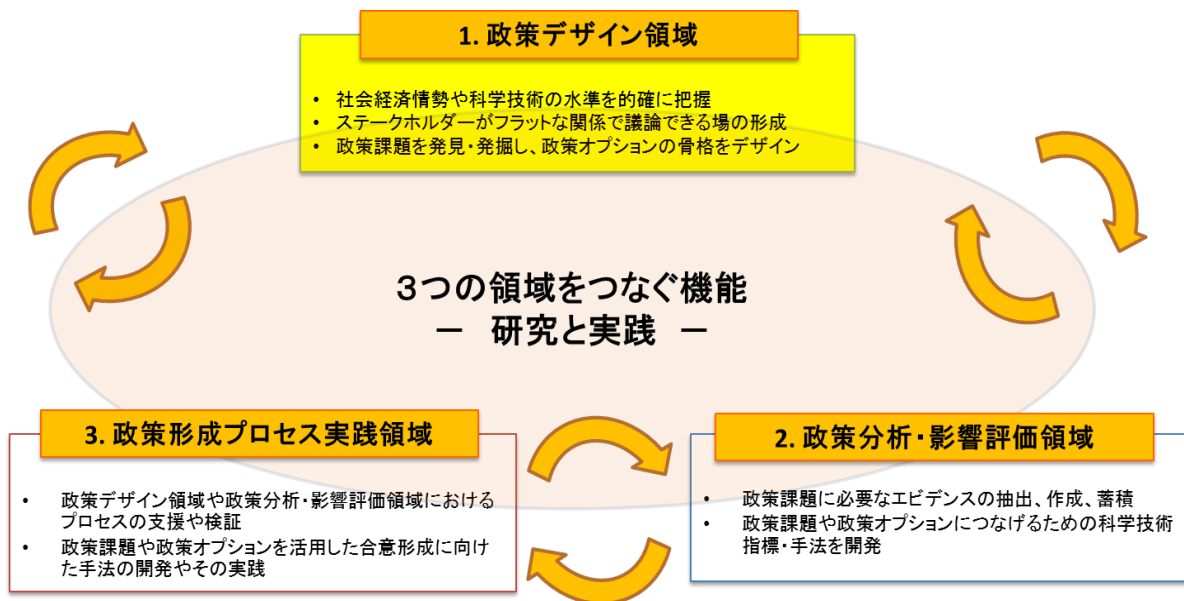 1. 政策デザイン領域
• 社会経済情勢や科学技術の水準を的確に把握
• ステークホルダーがフラットな関係で議論できる場の形成
• 政策課題を発見・発掘し、政策オプションの骨格をデザイン
３つの領域をつなぐ機能
－ 研究と実践 －
3. 政策形成プロセス実践領域
• 政策デザイン領域や政策分析・影響評価領域における
プロセスの支援や検証
• 政策課題や政策オプションを活用した合意形成に向け
た手法の開発やその実践
2. 政策分析・影響評価領域
• 政策課題に必要なエビデンスの抽出、作成、蓄積
• 政策課題や政策オプションにつなげるための科学技術
指標・手法を開発